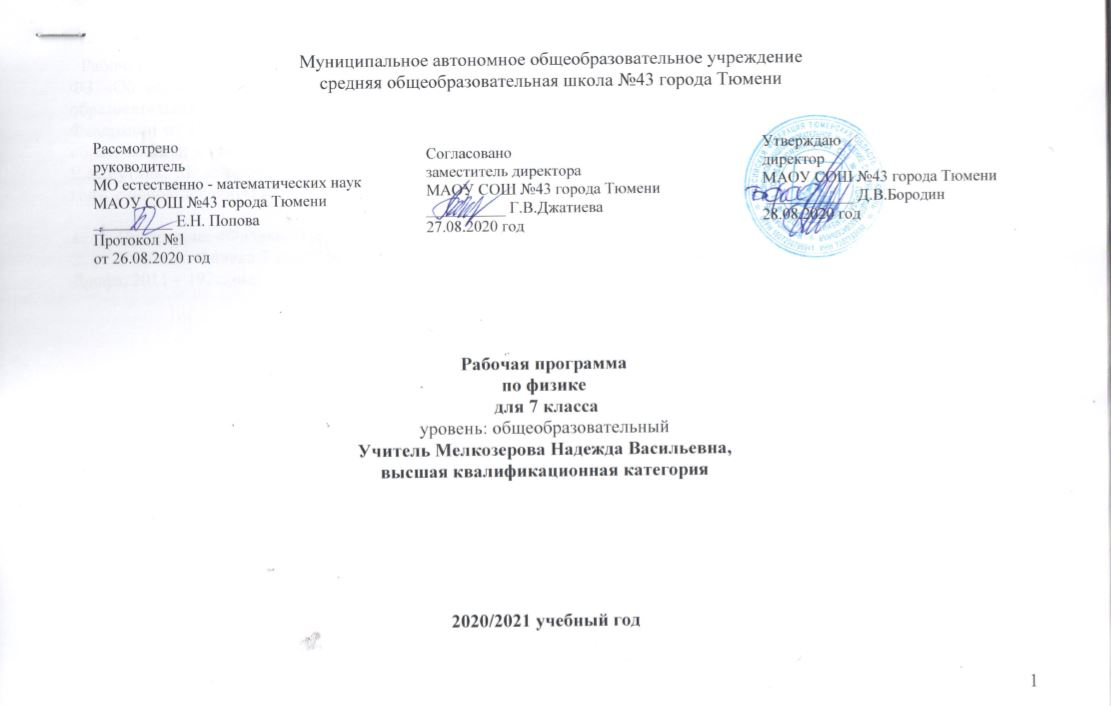 Муниципальное автономное общеобразовательное учреждение
средняя общеобразовательная школа №43 города Тюмени
Рассмотрено
руководитель
МО естественно - математических наук
МАОУ СОШ №43 города Тюмени
Е.Н. Попова
Протокол №1
от 26.08.2020 год
Согласовано
заместитель директора
МАОУ СОШ №43 города Тюмени
Г.В.Джатиева
27.08.2020 год
Утверждаю
директор
МАОУ СОШ №43 города Тюмени
Д.В.Бородин
28.08.2020 год
Рабочая программа
по физике
для 7 класса
уровень: общеобразовательный
Учитель Мелкозерова Надежда Васильевна,
высшая квалификационная категория
2020/2021 учебный год
1